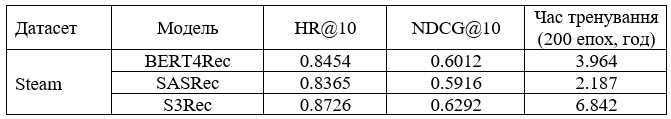 Датасет Модель HR@10 NDCG@10 Час тренування
(200 епох, год)
Steam BERT4Rec 0.8454 0.6012 3.964
SASRec 0.8365 0.5916 2.187
S3Rec 0.8726 0.6292 6.842